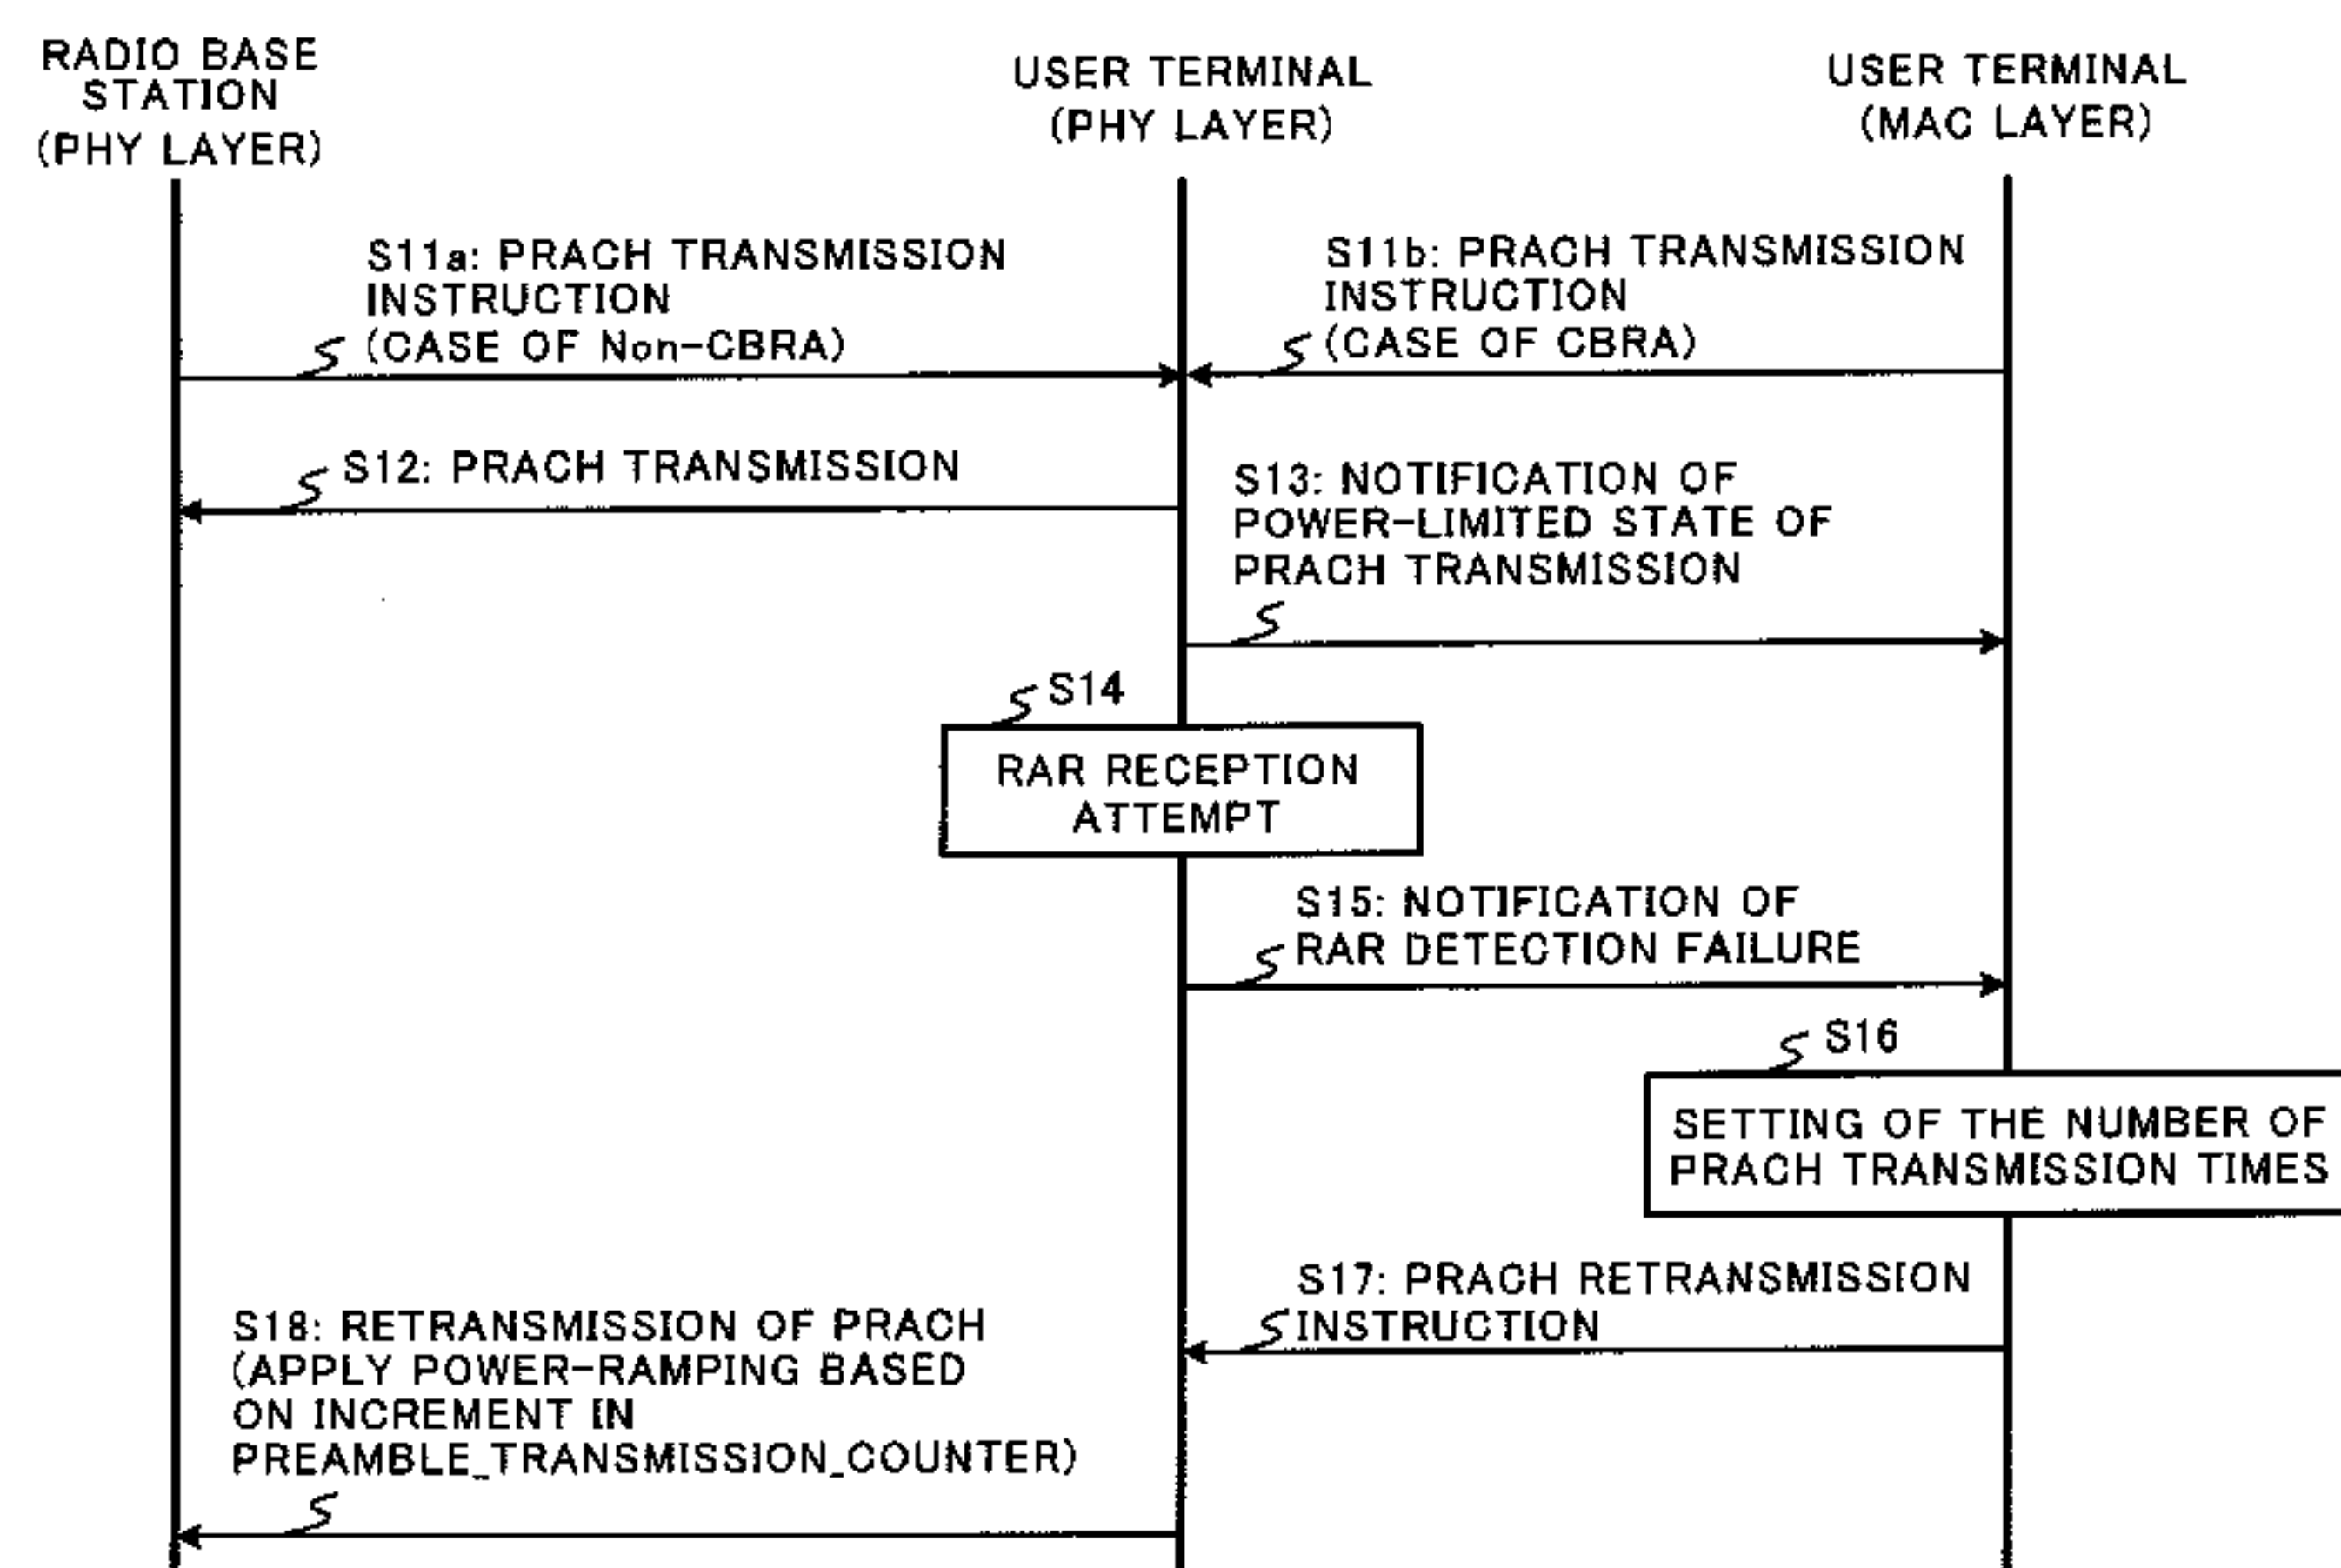 RADIO BASE
STATION
(PHY LAYER)
USER TERMINAL
(PHY LAYER)
USER TERMINAL
(MAC LAYER)
S11a: PRACH TRANSMISSION
INSTRUCTION
(CASE OF Non-CBRA)
S11b: PRACH TRANSMISSION
INSTRUCTION
(CASE OF CBRA)
S12: PRACH TRANSMISSION
S13: NOTIFICATION OF
POWER-LIMITED STATE OF
PRACH TRANSMISSION
S14
RAR RECEPTION
ATTEMPT
S15: NOTIFICATION OF
RAR DETECTION FAILURE
S16
SETTING OF THE NUMBER OF
PRACH TRANSMISSION TIMES
S17: PRACH RETRANSMISSION
INSTRUCTION
S18: RETRANSMISSION OF PRACH
(APPLY POWER-RAMPING BASED
ON INCREMENT IN
PREAMBLE_TRANSMISSION_COUNTER)